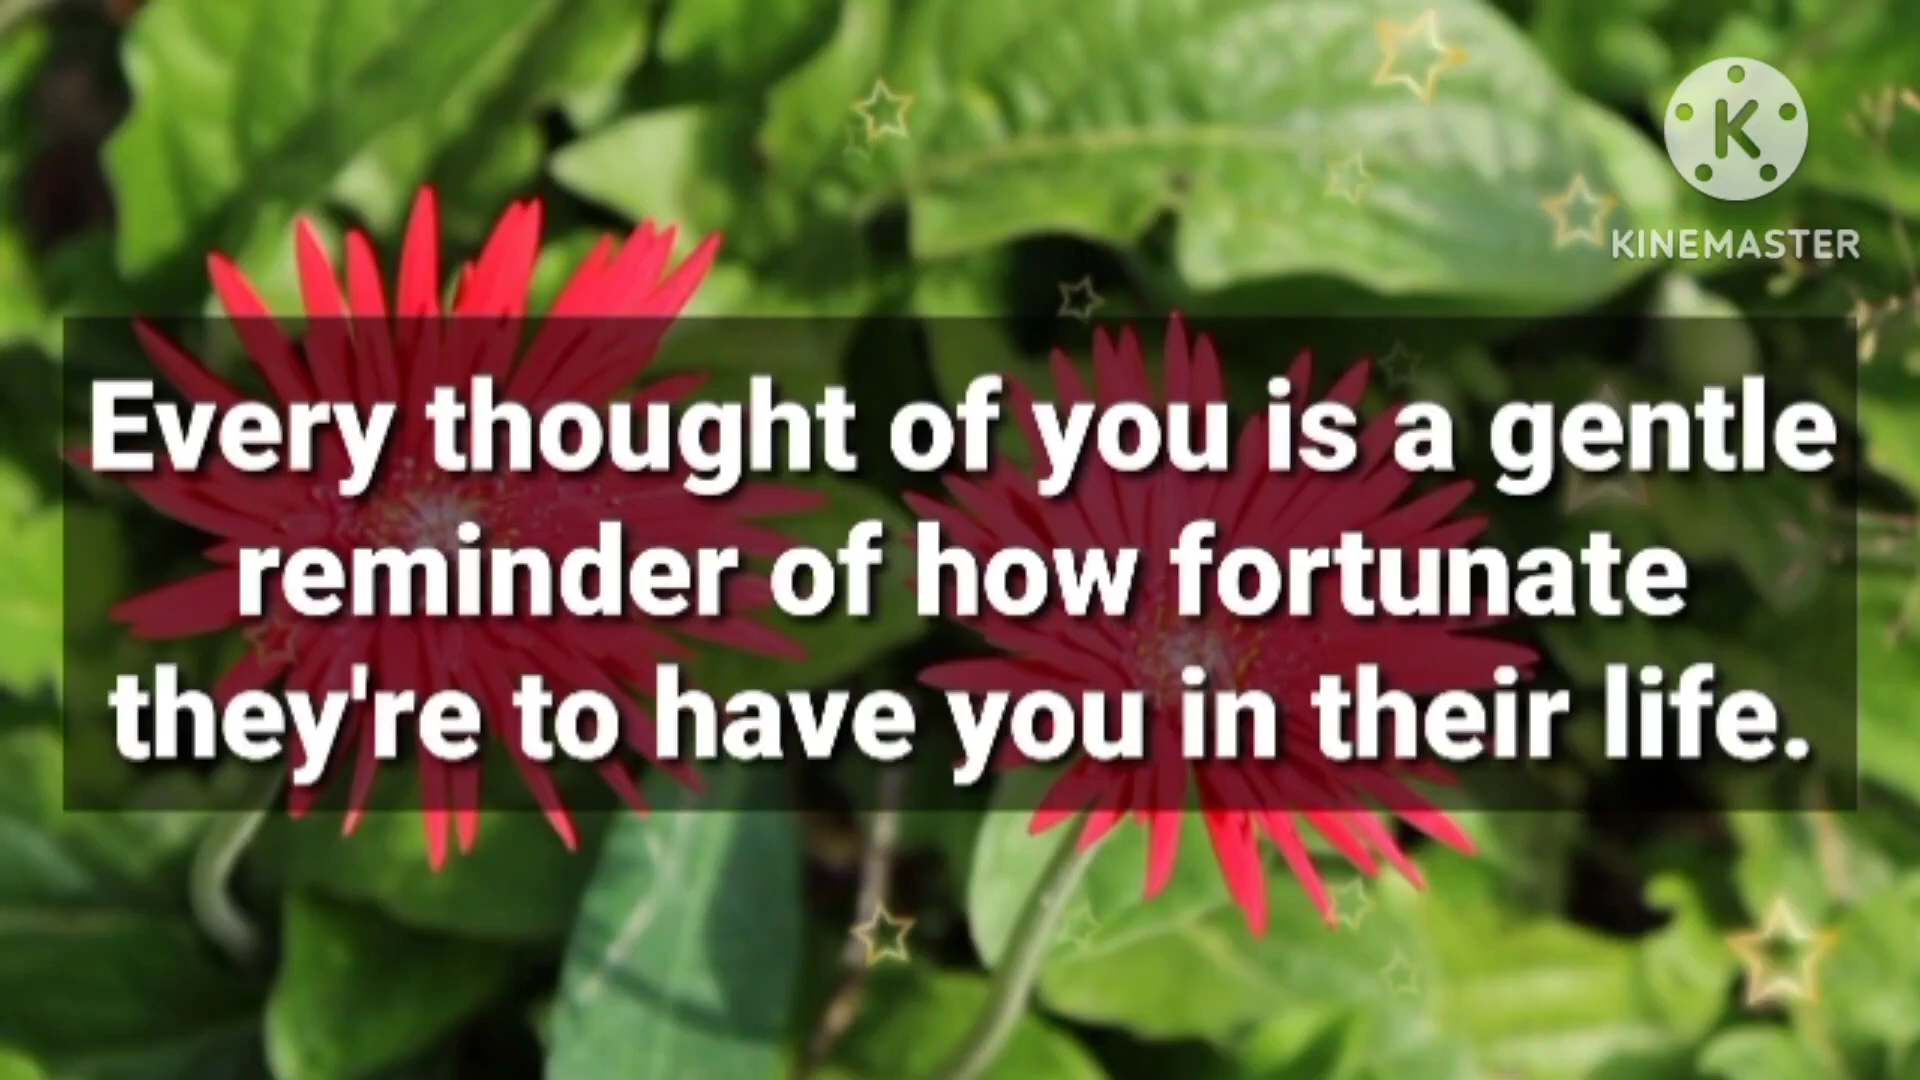 K
KINEMASTER
Every thought of you is a gentle
reminder of how fortunate
they're to have you in their life.